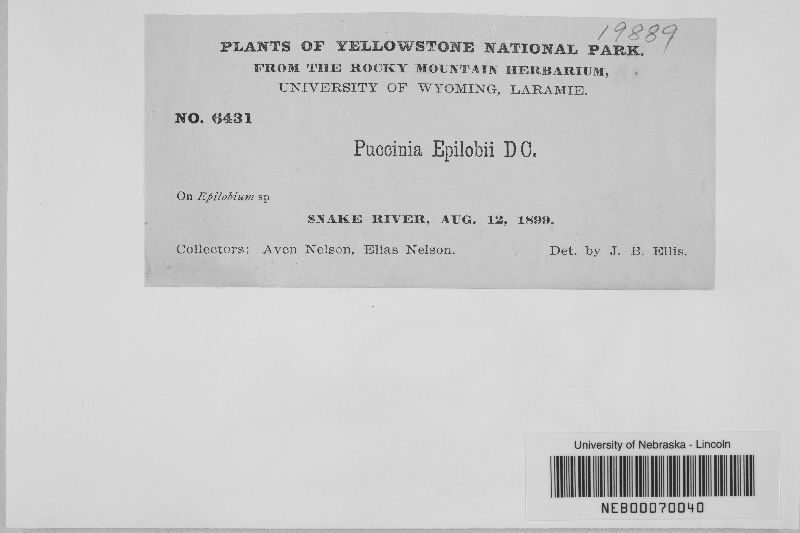 19889
PLANTS OF YELLOWSTONE NATIONAL PARK.
FROM THE ROCKY MOUNTAIN HERBARIUM,
UNIVERSITY OF WYOMING, LARAMIE.
NO. 6431
Puccinia Epilobii DC.
On Epilobium sp
SNAKE RIVER, AUG. 12, 1899.
Collectors: Aven Nelson, Elias Nelson. Det. by J. B. Ellis.
University of Nebraska - Lincoln
NEB00070040